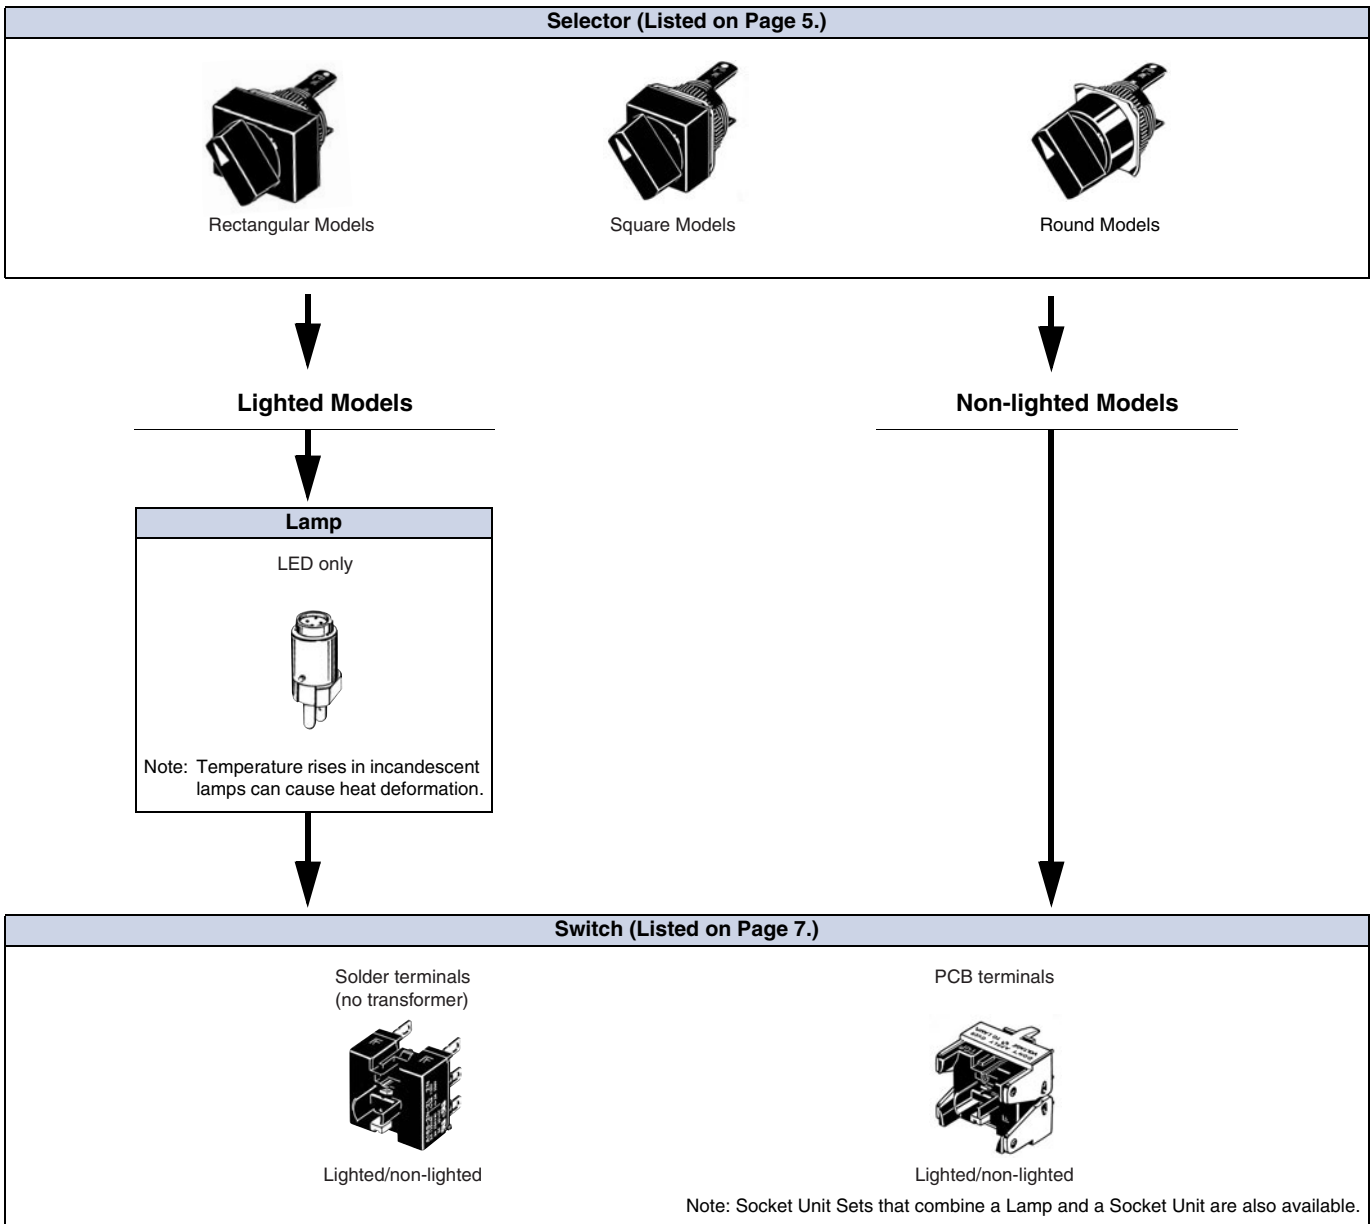 Selector (Listed on Page 5.)
Rectangular Models
Square Models
Round Models
Lighted Models
Non-lighted Models
Lamp
LED only
Note: Temperature rises in incandescent
lamps can cause heat deformation.
Switch (Listed on Page 7.)
Solder terminals
(no transformer)
PCB terminals
Lighted/non-lighted
Lighted/non-lighted
Note: Socket Unit Sets that combine a Lamp and a Socket Unit are also available.